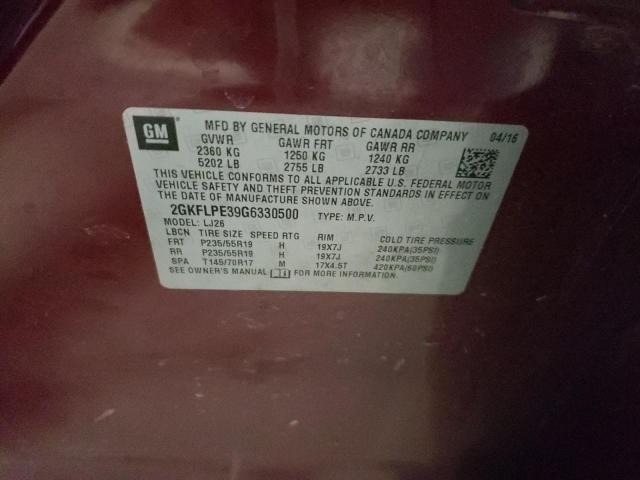 GM
MFD BY GENERAL MOTORS OF CANADA COMPANY 04/16
GVWR GAWR FRT GAWR RR
2360 KG 1250 KG 1240 KG
5202 LB 2755 LB 2733 LB
THIS VEHICLE CONFORMS TO ALL APPLICABLE U.S. FEDERAL MOTOR
VEHICLE SAFETY AND THEFT PREVENTION STANDARDS IN EFFECT ON
THE DATE OF MANUFACTURE SHOWN ABOVE.
2GKFLPE39G6330500 TYPE: M.P.V.
MODEL: LJ26
LBCN TIRE SIZE SPEED RTG RIM COLD TIRE PRESSURE
FRT P235/55R19 H 19X7J 240KPA(35PSI)
RR P235/55R19 H 19X7J 240KPA(35PSI)
SPA T145/70R17 M 17X4.5T 420KPA(60PSI)
SEE OWNER'S MANUAL FOR MORE INFORMATION.